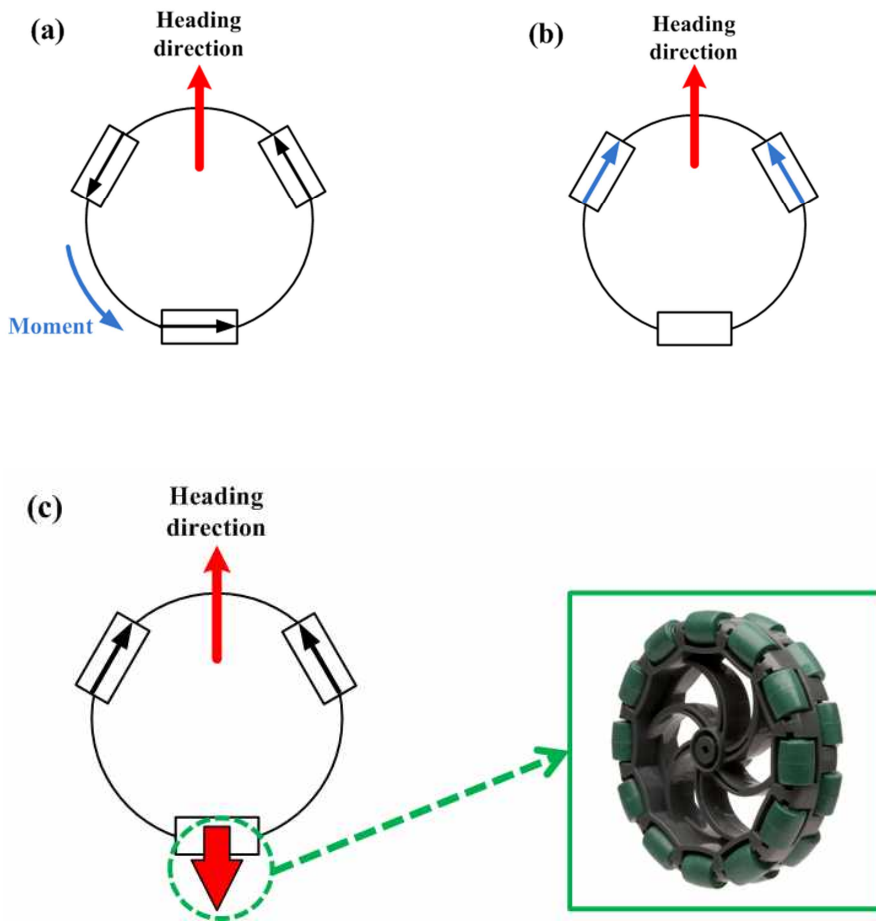 (a)
Heading
direction
Moment
(b)
Heading
direction
(c)
Heading
direction